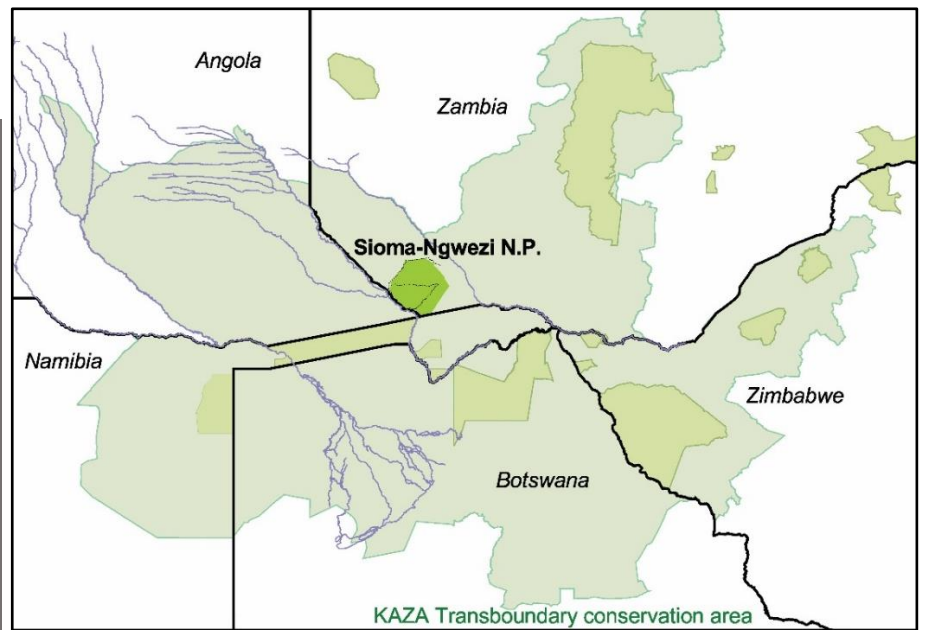 Angola
Zambia
Sioma-Ngwezi N.P.
Namibia
Zimbabwe
Botswana
KAZA Transboundary conservation area